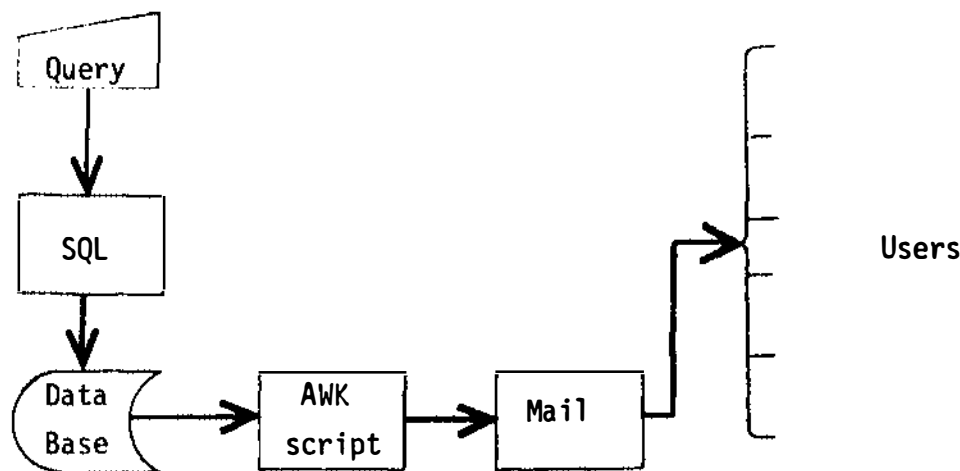 Query
SQL
Data
Base
AWK
script
Mail
Users